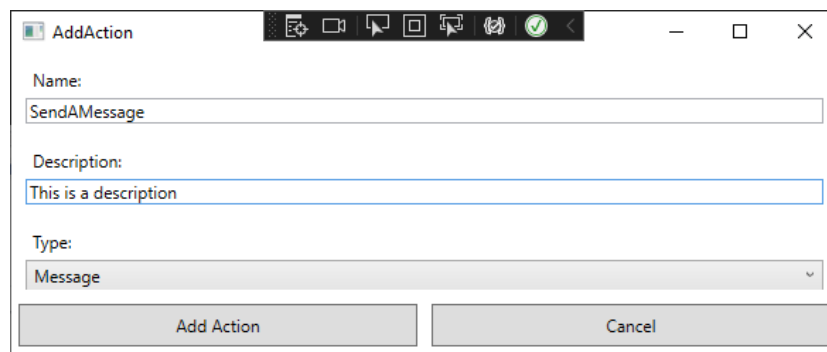 AddAction
Name:
SendAMessage
Description:
This is a description
Type:
Message
Add Action
Cancel